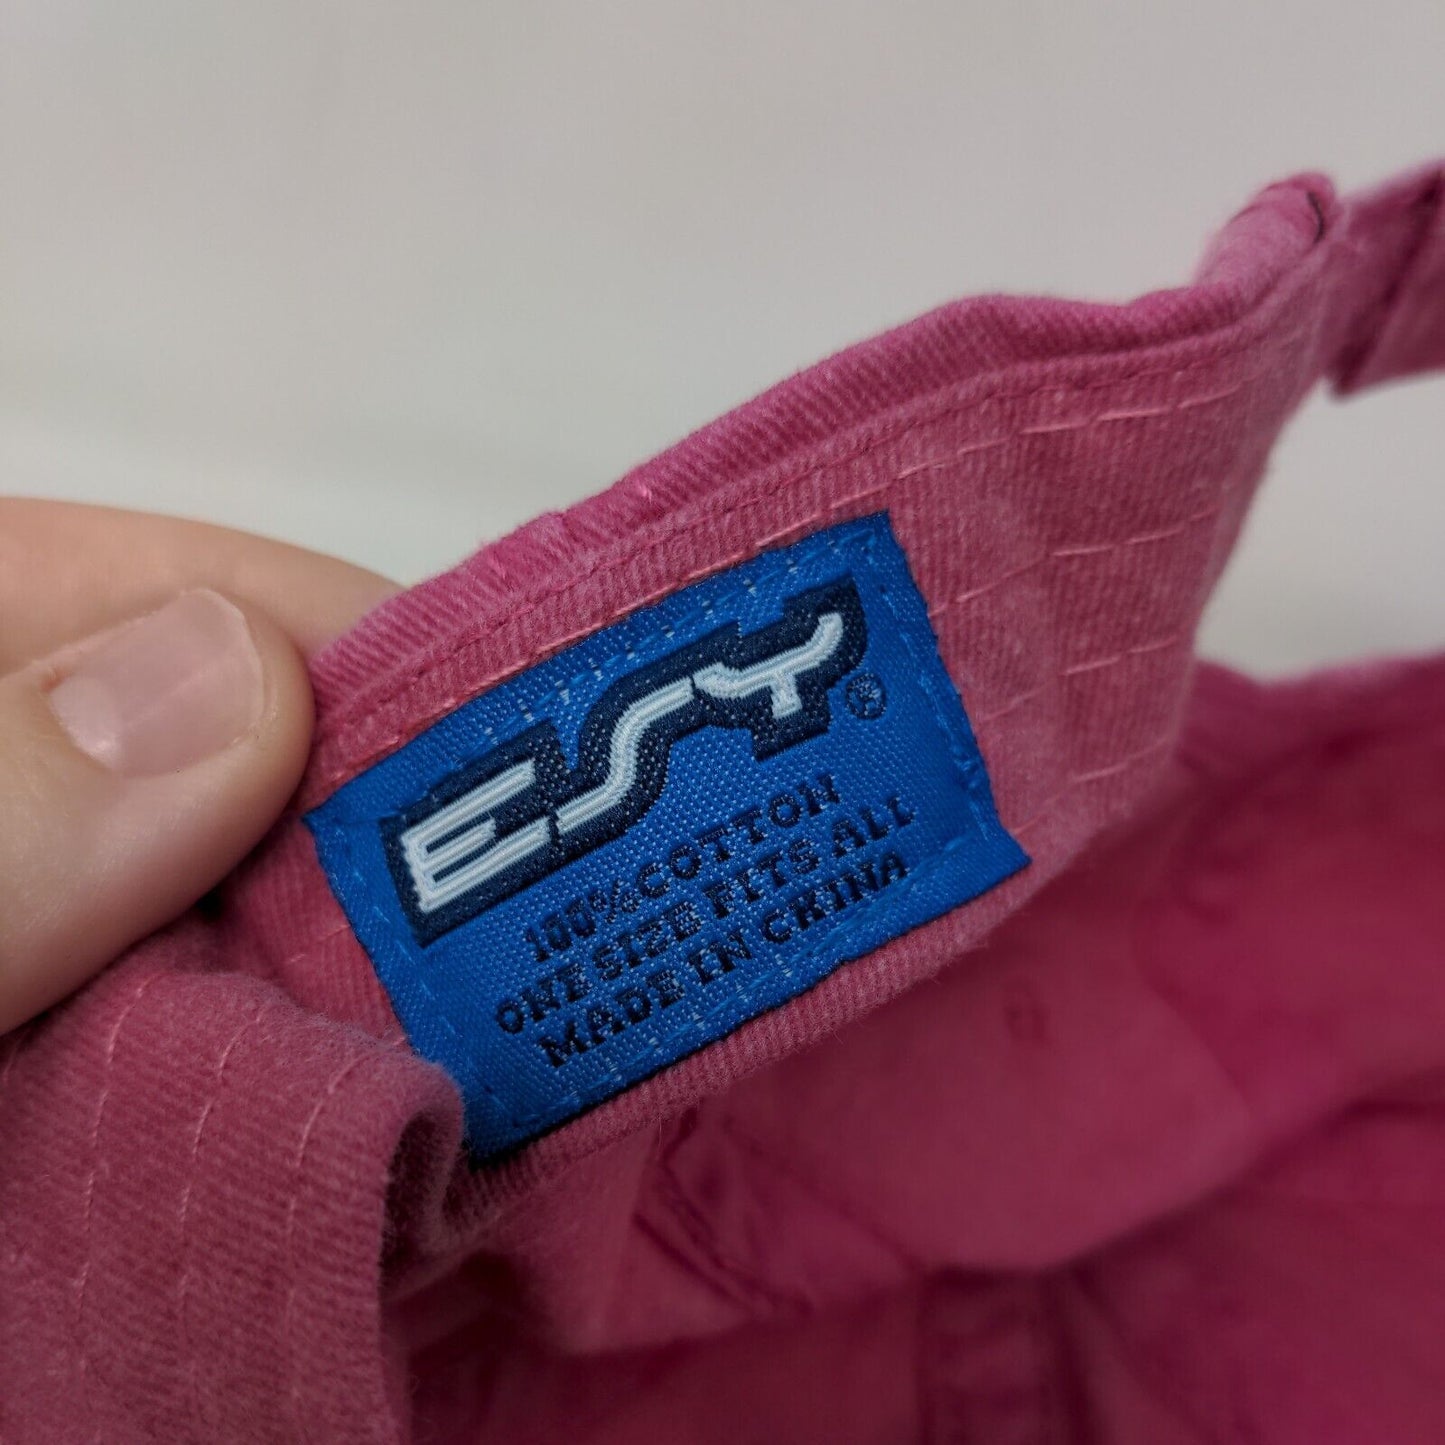 ESY®
100% COTTON
ONE SIZE FITS ALL
MADE IN CHINA